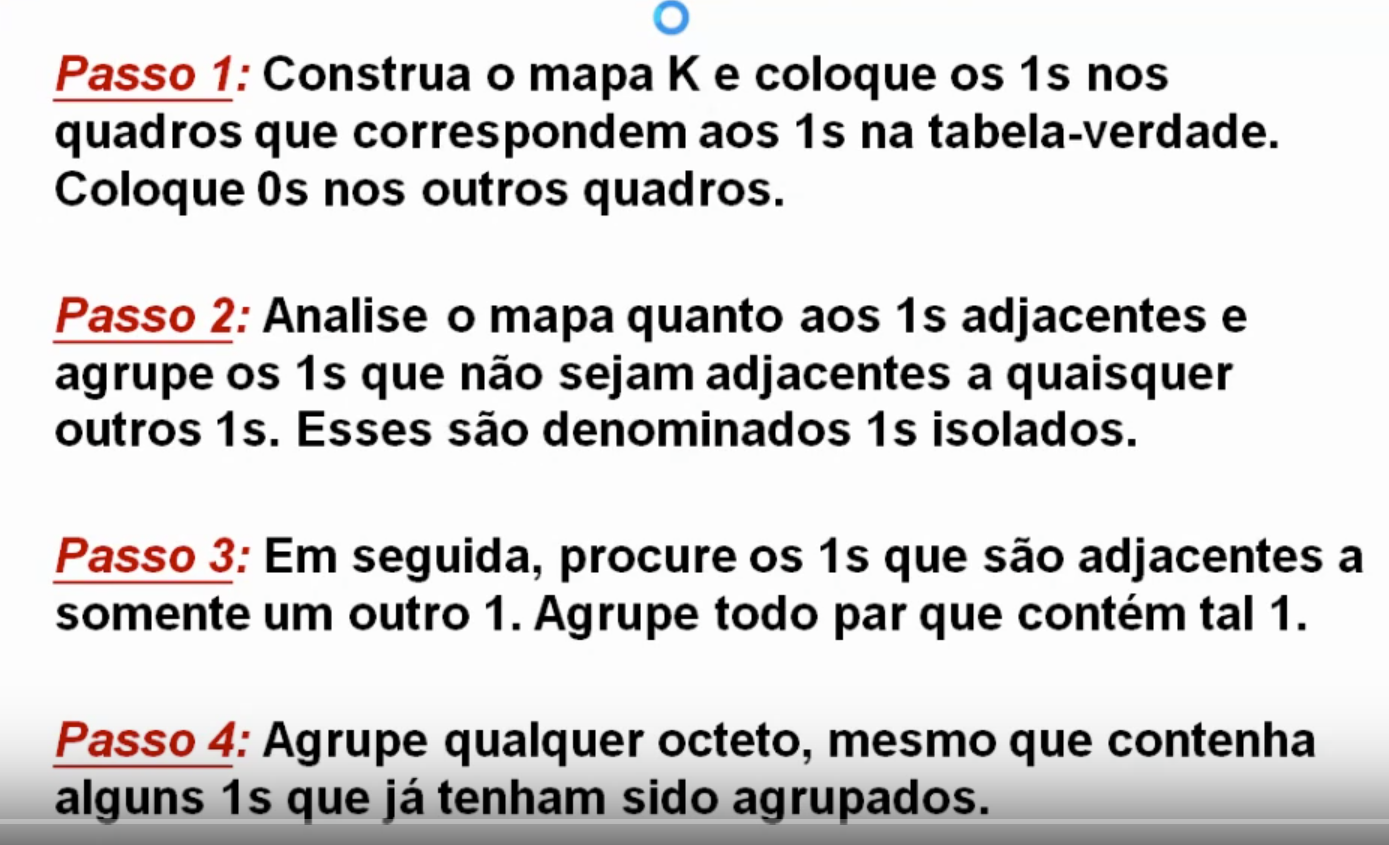 Passo 1: Construa o mapa K e coloque os 1s nos
quadros que correspondem aos 1s na tabela-verdade.
Coloque 0s nos outros quadros.
Passo 2: Analise o mapa quanto aos 1s adjacentes e
agrupe os 1s que não sejam adjacentes a quaisquer
outros 1s. Esses são denominados 1s isolados.
Passo 3: Em seguida, procure os 1s que são adjacentes a
somente um outro 1. Agrupe todo par que contém tal 1.
Passo 4: Agrupe qualquer octeto, mesmo que contenha
alguns 1s que já tenham sido agrupados.